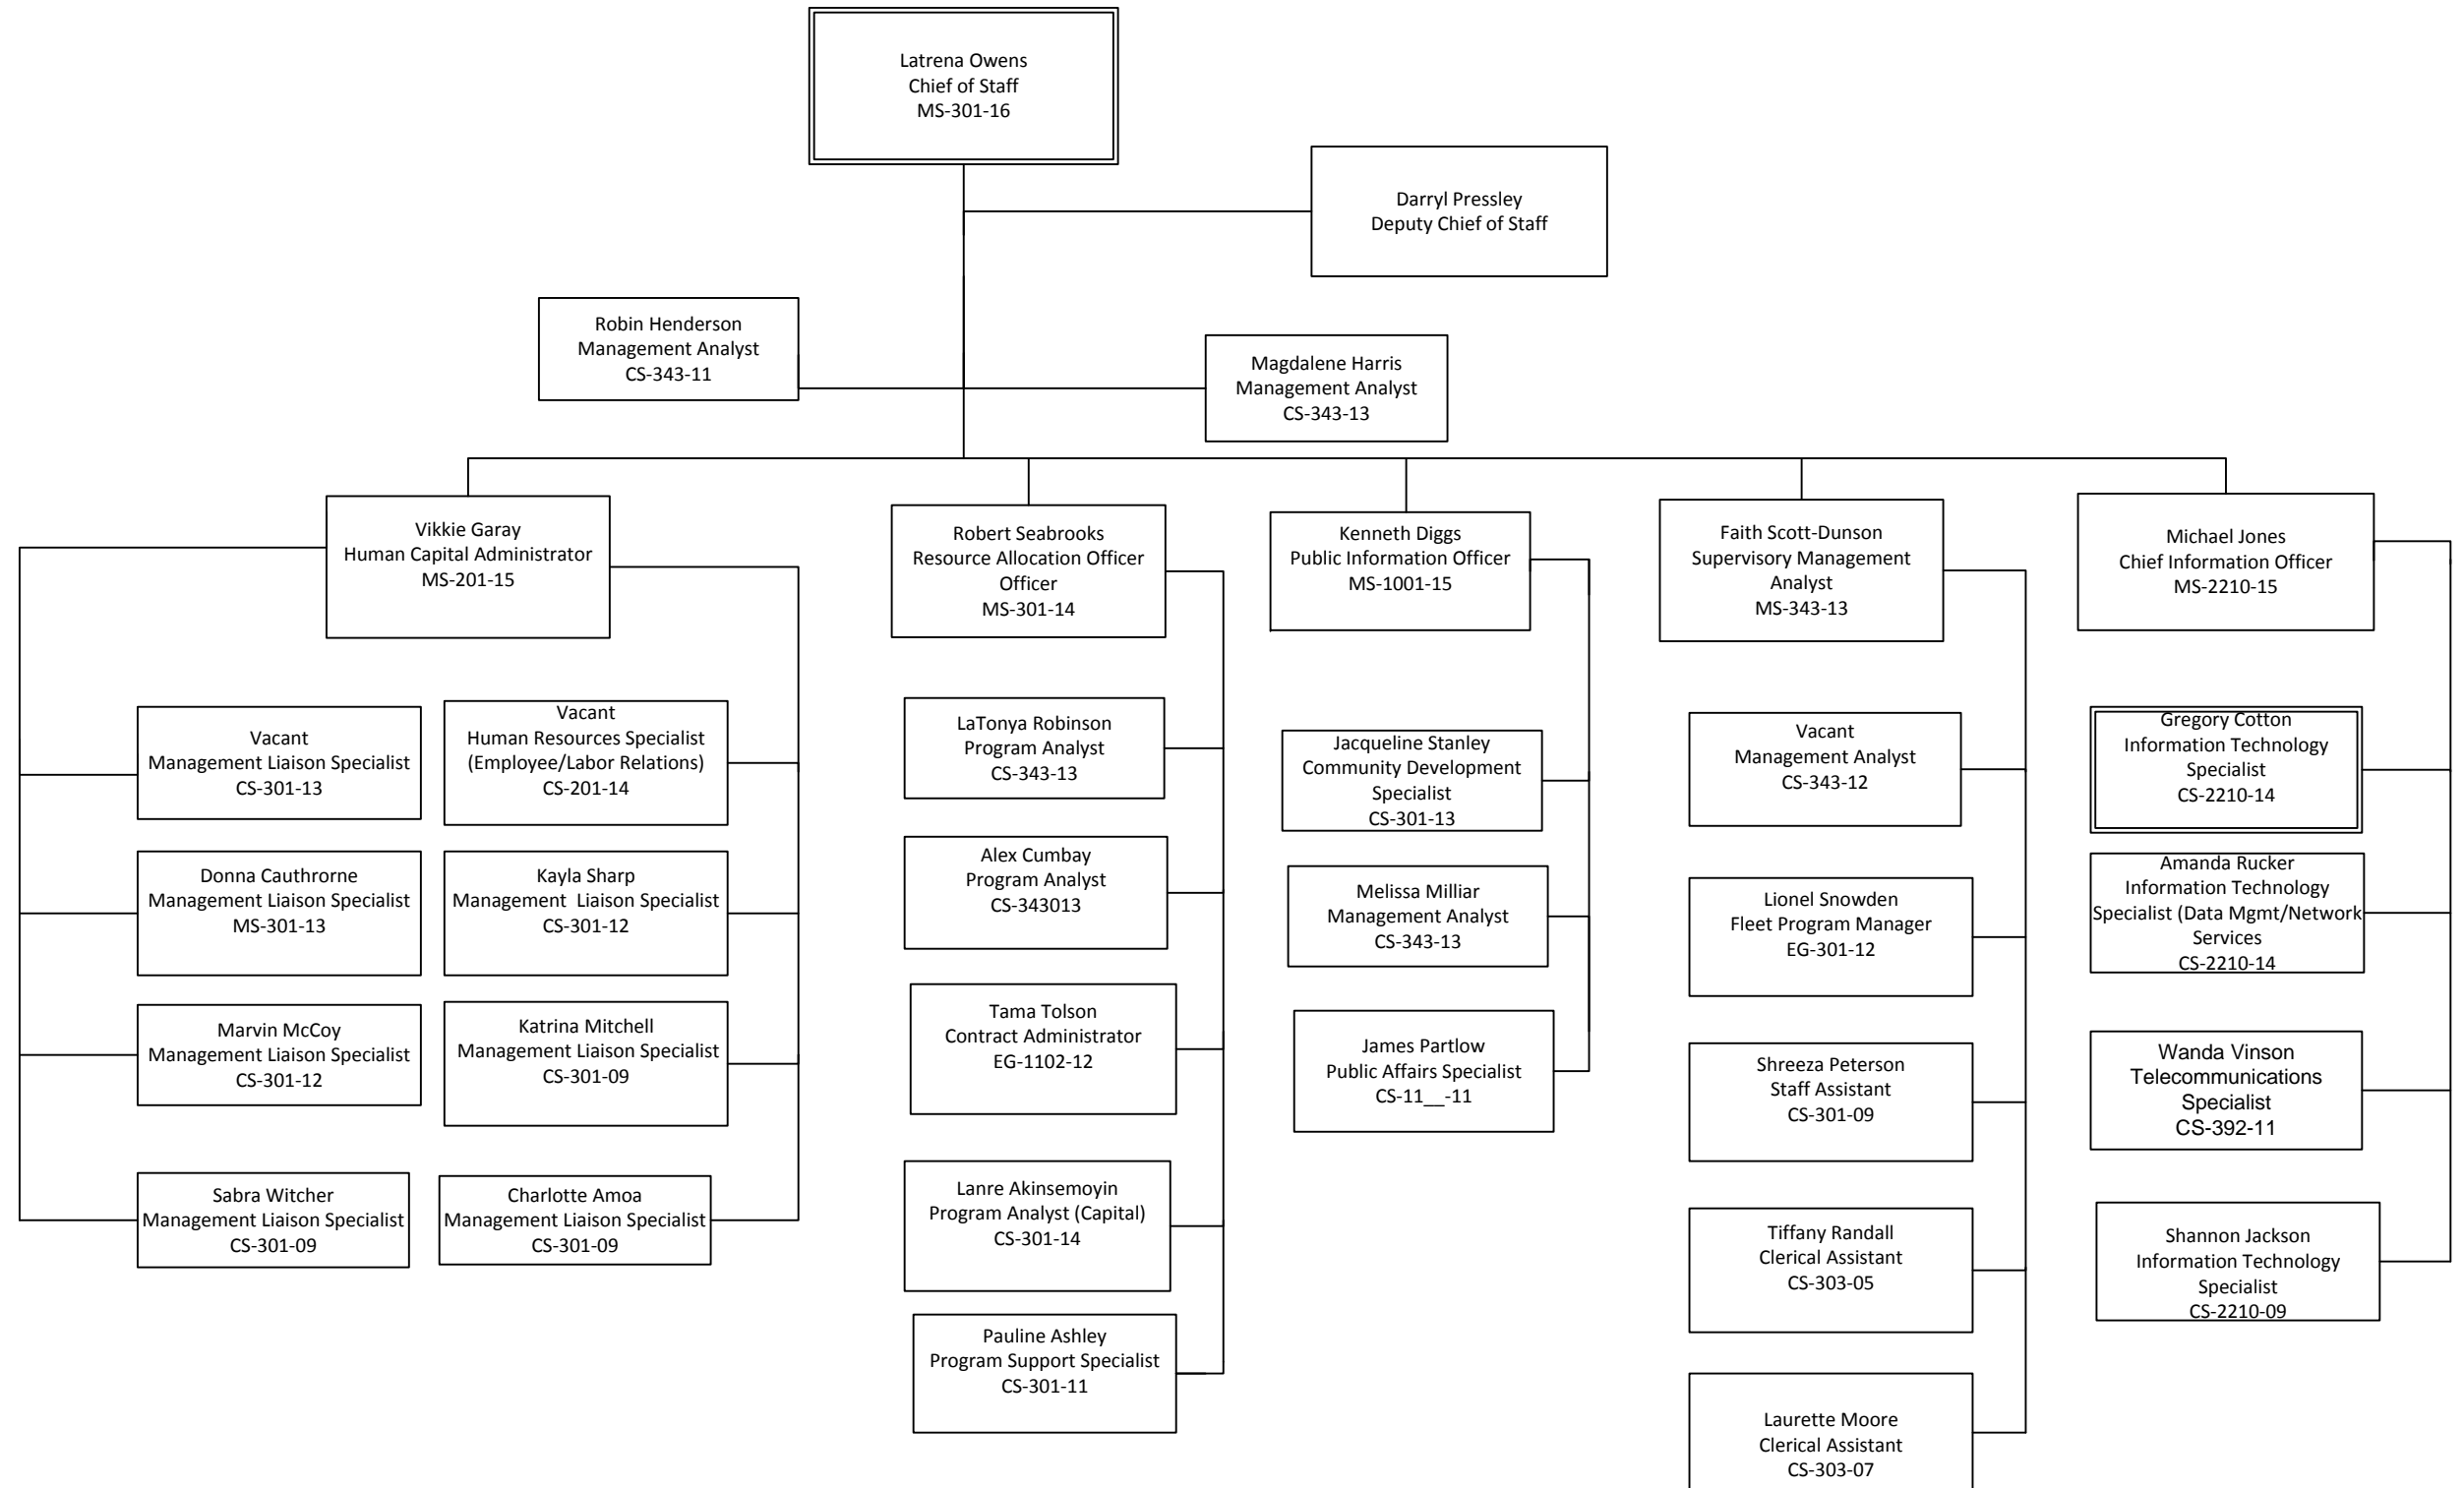 Latrena Owens
Chief of Staff
MS-301-16
Darryl Pressley
Deputy Chief of Staff
Robin Henderson
Management Analyst
CS-343-11
Magdalene Harris
Management Analyst
CS-343-13
Vikkie Garay
Human Capital Administrator
MS-201-15
Robert Seabrooks
Resource Allocation Officer
Officer
MS-301-14
Kenneth Diggs
Public Information Officer
MS-1001-15
Faith Scott-Dunson
Supervisory Management
Analyst
MS-343-13
Michael Jones
Chief Information Officer
MS-2210-15
Vacant
Management Liaison Specialist
CS-301-13
Donna Cauthrorne
Management Liaison Specialist
MS-301-13
Marvin McCoy
Management Liaison Specialist
CS-301-12
Sabra Witcher
Management Liaison Specialist
CS-301-09
Vacant
Human Resources Specialist
(Employee/Labor Relations)
CS-201-14
Kayla Sharp
Management  Liaison Specialist
CS-301-12
Katrina Mitchell
Management Liaison Specialist
CS-301-09
Charlotte Amoa
Management Liaison Specialist
CS-301-09
LaTonya Robinson
Program Analyst
CS-343-13
Alex Cumbay
Program Analyst
CS-343013
Tama Tolson
Contract Administrator
EG-1102-12
Lanre Akinsemoyin
Program Analyst (Capital)
CS-301-14
Pauline Ashley
Program Support Specialist
CS-301-11
Jacqueline Stanley
Community Development
Specialist
CS-301-13
Melissa Milliar
Management Analyst
CS-343-13
James Partlow
Public Affairs Specialist
CS-11__-11
Vacant
Management Analyst
CS-343-12
Lionel Snowden
Fleet Program Manager
EG-301-12
Shreeza Peterson
Staff Assistant
CS-301-09
Tiffany Randall
Clerical Assistant
CS-303-05
Laurette Moore
Clerical Assistant
CS-303-07
Gregory Cotton
Information Technology
Specialist
CS-2210-14
Amanda Rucker
Information Technology
Specialist (Data Mgmt/Network
Services
CS-2210-14
Wanda Vinson
Telecommunications
Specialist
CS-392-11
Shannon Jackson
Information Technology
Specialist
CS-2210-09